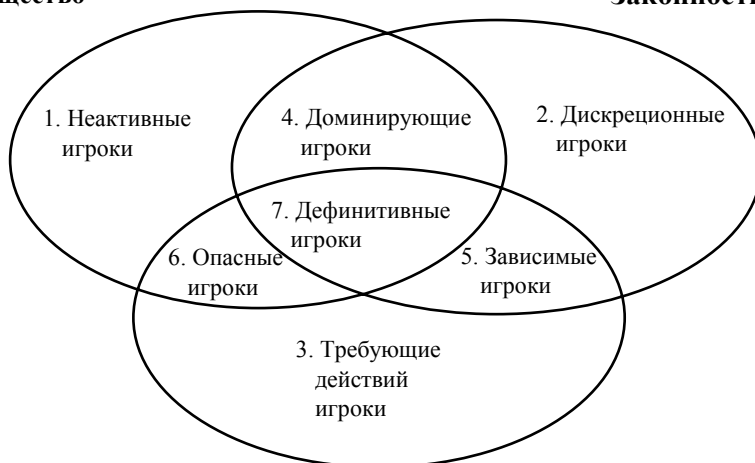 1. Неактивные
игроки
4. Доминирующие
игроки
2. Дискреционные
игроки
7. Дефинитивные
игроки
6. Опасные
игроки
5. Зависимые
игроки
3. Требующие
действий
игроки